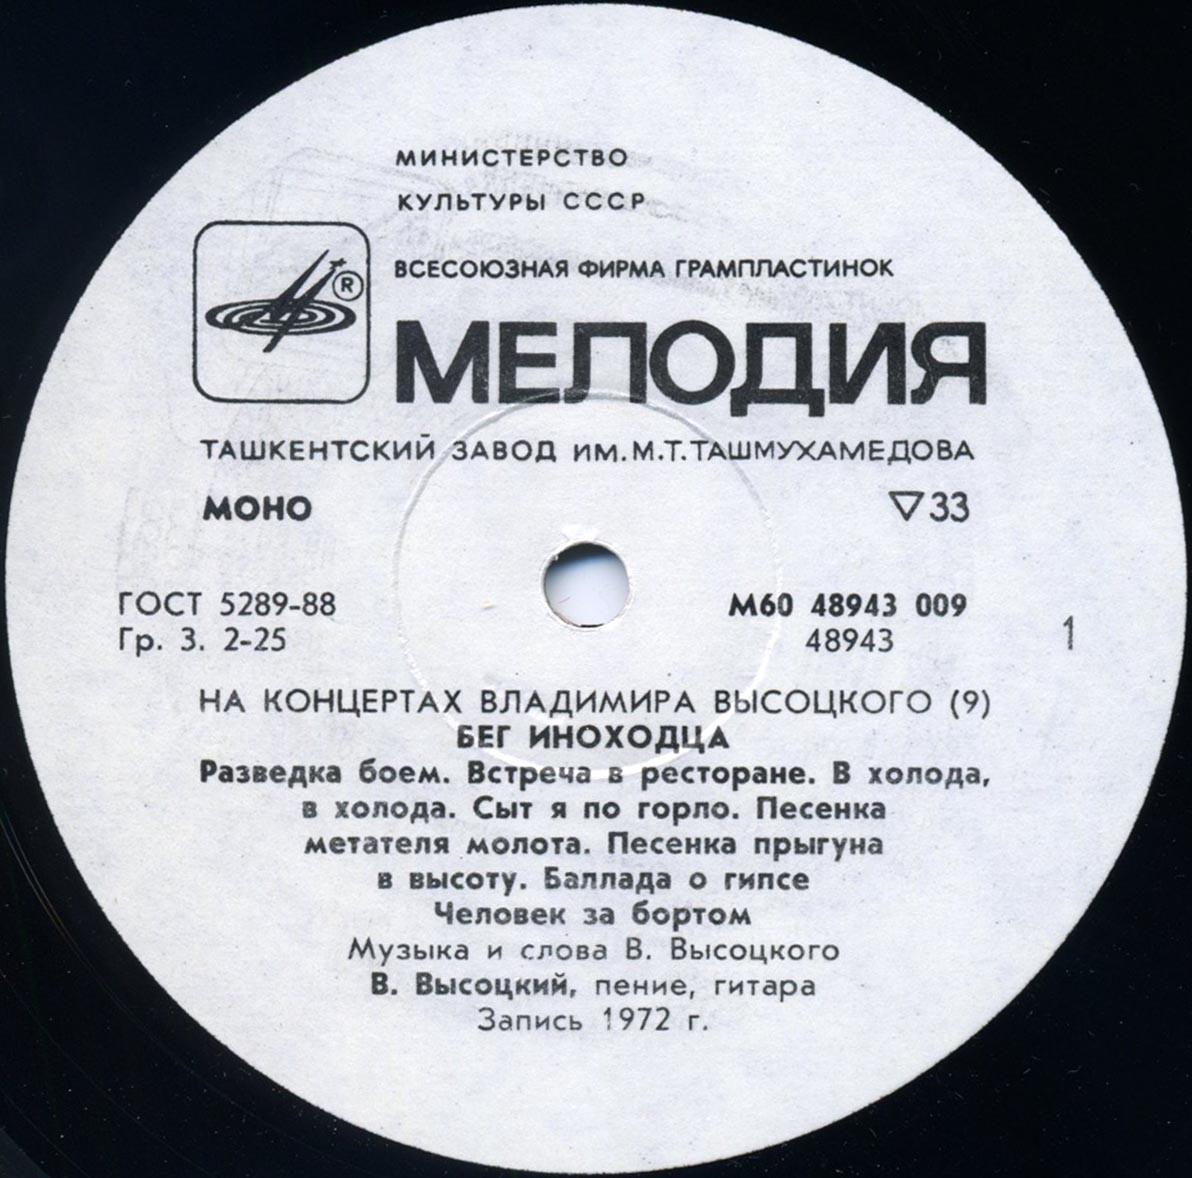 МИНИСТЕРСТВО
КУЛЬТУРЫ СССР
ВСЕСОЮЗНАЯ ФИРМА ГРАМПЛАСТИНОК
®
МЕЛОДИЯ
ТАШКЕНТСКИЙ ЗАВОД ИМ. М.Т.ТАШМУХАМЕДОВА
МОНО ▽33
ГОСТ 5289-88 М60 48943 009
Гр. 3. 2-25 48943 1
НА КОНЦЕРТАХ ВЛАДИМИРА ВЫСОЦКОГО (9)
БЕГ ИНОХОДЦА
Разведка боем. Встреча в ресторане. В холода,
в холода. Сыт я по горло. Песенка
метателя молота. Песенка прыгуна
в высоту. Баллада о гипсе
Человек за бортом
Музыка и слова В. Высоцкого
В. Высоцкий, пение, гитара
Запись 1972 г.